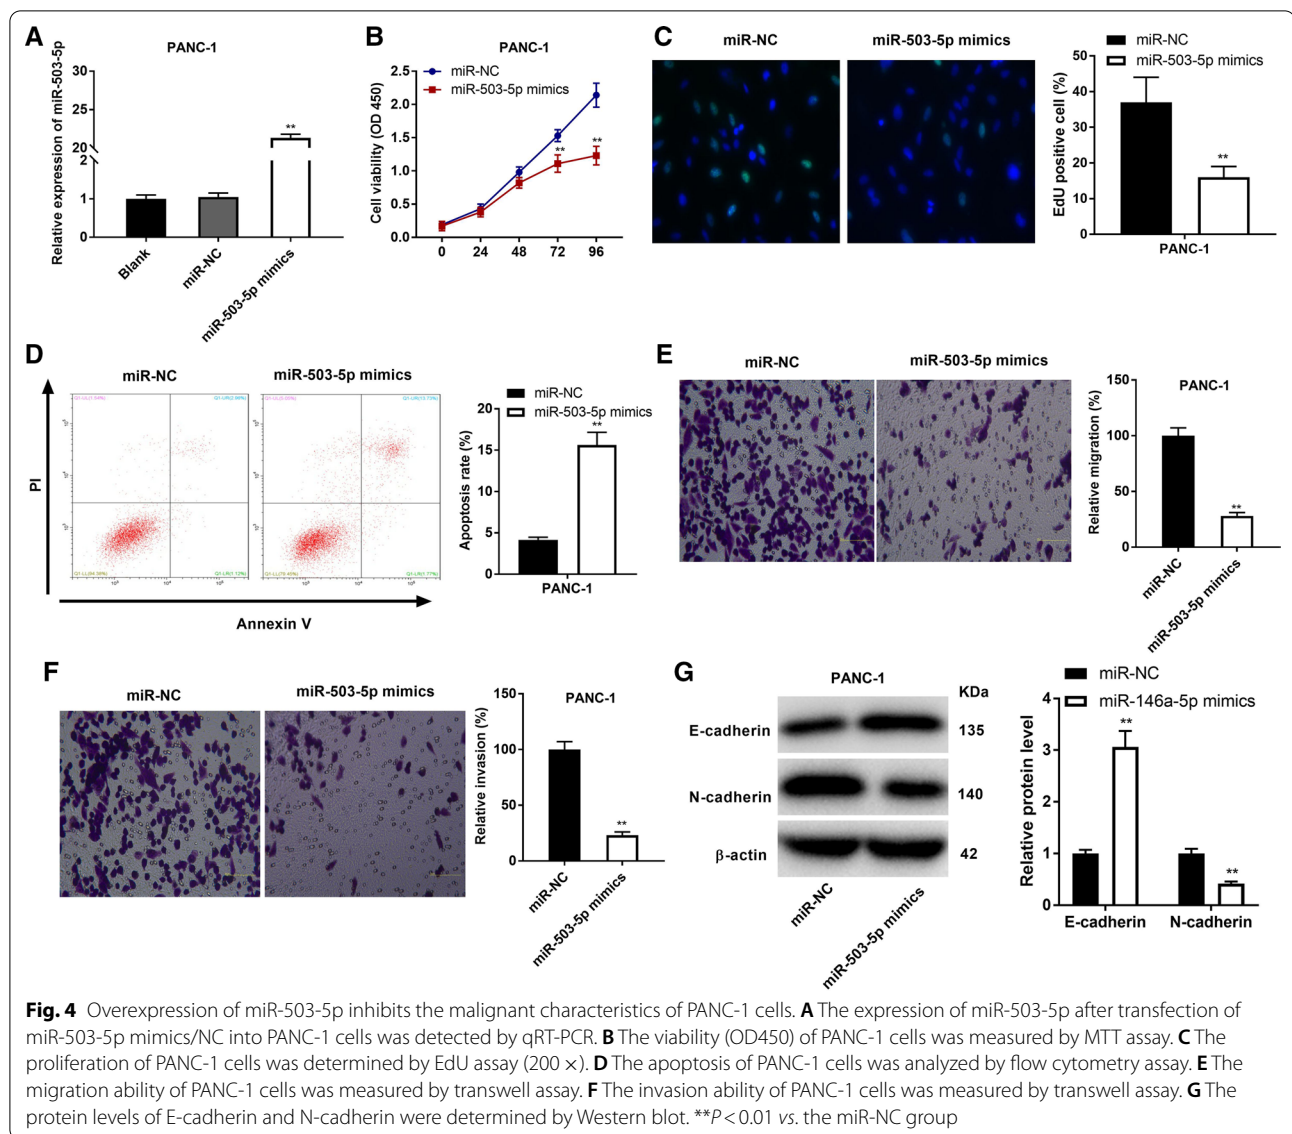 A
PANC-1
Relative expression of miR-503-5p
30
25
20
2
1
0
**
Blank
miR-NC
miR-503-5p mimics
B
PANC-1
miR-NC
miR-503-5p mimics
Cell viability (OD 450)
2.5
2.0
1.5
1.0
0.5
0.0
**
**
0 24 48 72 96
C
miR-NC
miR-503-5p mimics
miR-NC
miR-503-5p mimics
EdU positive cell (%)
50
40
30
20
10
0
**
PANC-1
D
miR-NC
miR-503-5p mimics
PI
Annexin V
miR-NC
miR-503-5p mimics
Apoptosis rate (%)
20
15
10
5
0
**
PANC-1
E
miR-NC
miR-503-5p mimics
PANC-1
Relative migration (%)
150
100
50
0
**
miR-NC
miR-503-5p mimics
F
miR-NC
miR-503-5p mimics
PANC-1
Relative invasion (%)
150
100
50
0
**
miR-NC
miR-503-5p mimics
G
PANC-1
KDa
E-cadherin 135
N-cadherin 140
β-actin 42
miR-NC
miR-503-5p mimics
miR-NC
miR-146a-5p mimics
Relative protein level
4
3
2
1
0
**
**
E-cadherin N-cadherin
Fig. 4 Overexpression of miR-503-5p inhibits the malignant characteristics of PANC-1 cells. A The expression of miR-503-5p after transfection of
miR-503-5p mimics/NC into PANC-1 cells was detected by qRT-PCR. B The viability (OD450) of PANC-1 cells was measured by MTT assay. C The
proliferation of PANC-1 cells was determined by EdU assay (200 ×). D The apoptosis of PANC-1 cells was analyzed by flow cytometry assay. E The
migration ability of PANC-1 cells was measured by transwell assay. F The invasion ability of PANC-1 cells was measured by transwell assay. G The
protein levels of E-cadherin and N-cadherin were determined by Western blot. **P < 0.01 vs. the miR-NC group